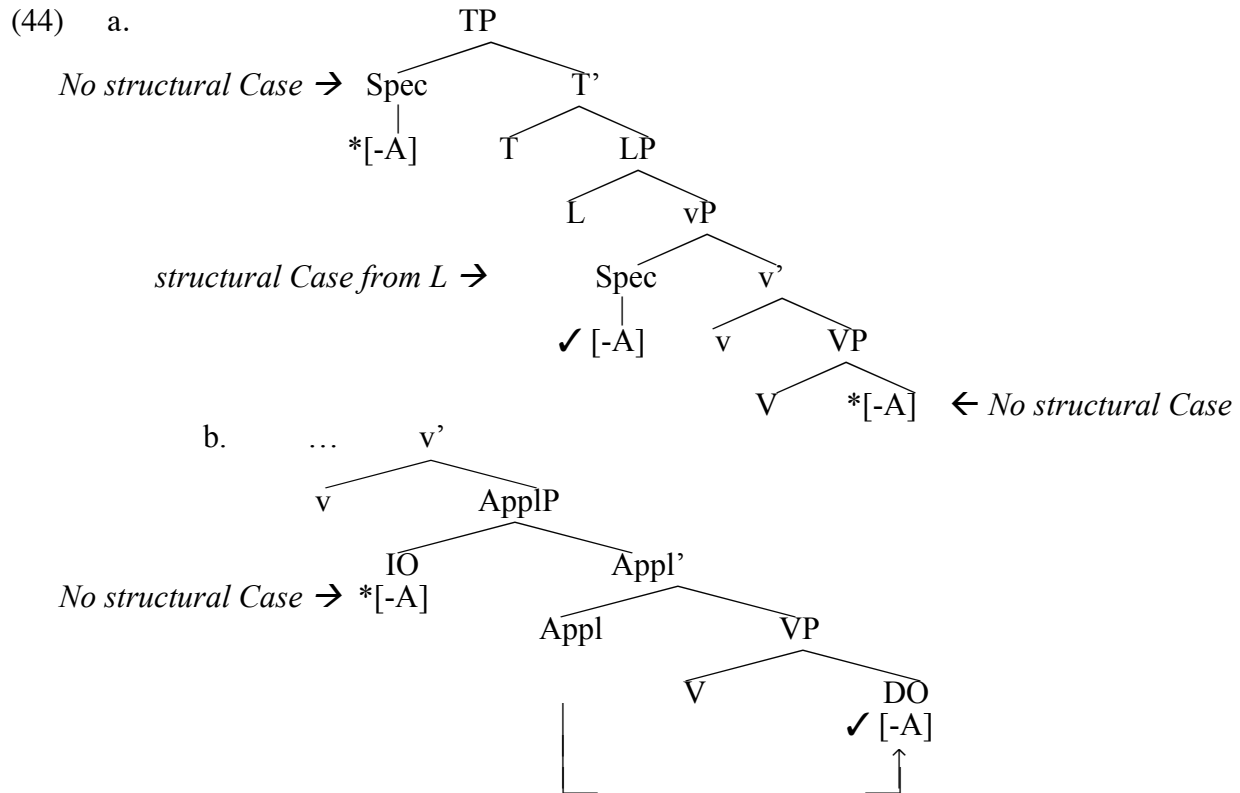 (44) a. TP
No structural Case → Spec T’
*[-A] T LP
L vP
structural Case from L → Spec v’
✓ [-A] v VP
V *[-A] ← No structural Case
b. … v’
v ApplP
IO Appl’
No structural Case → *[-A]
Appl VP
V DO
✓ [-A]